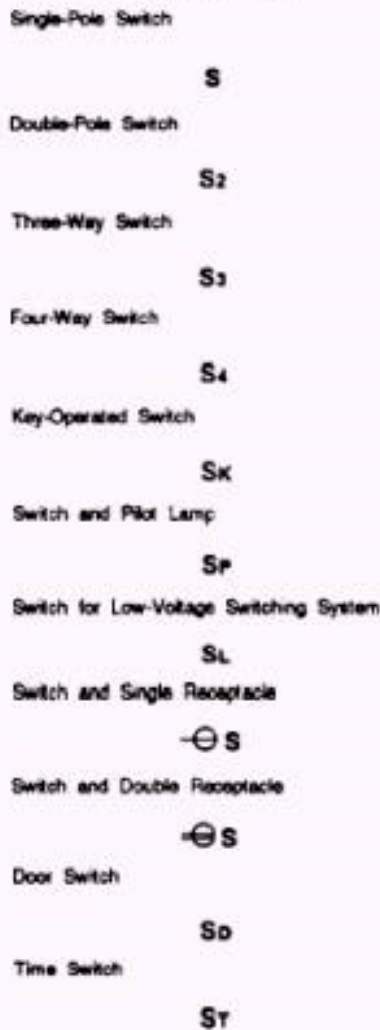 Single-Pole Switch
S
Double-Pole Switch
S2
Three-Way Switch
S3
Four-Way Switch
S4
Key-Operated Switch
SK
Switch and Pilot Lamp
SP
Switch for Low-Voltage Switching System
SL
Switch and Single Receptacle
S
Switch and Double Receptacle
S
Door Switch
SD
Time Switch
ST